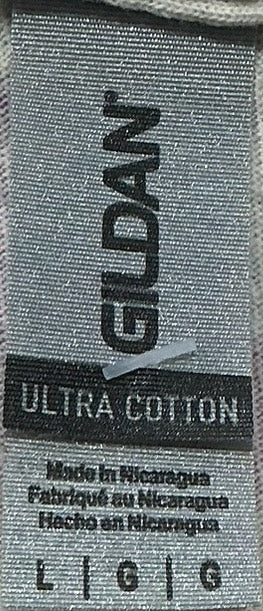 GILDAN
ULTRA COTTON
Made in Nicaragua
Fabriqué au Nicaragua
Hecho en Nicaragua
L | G | G